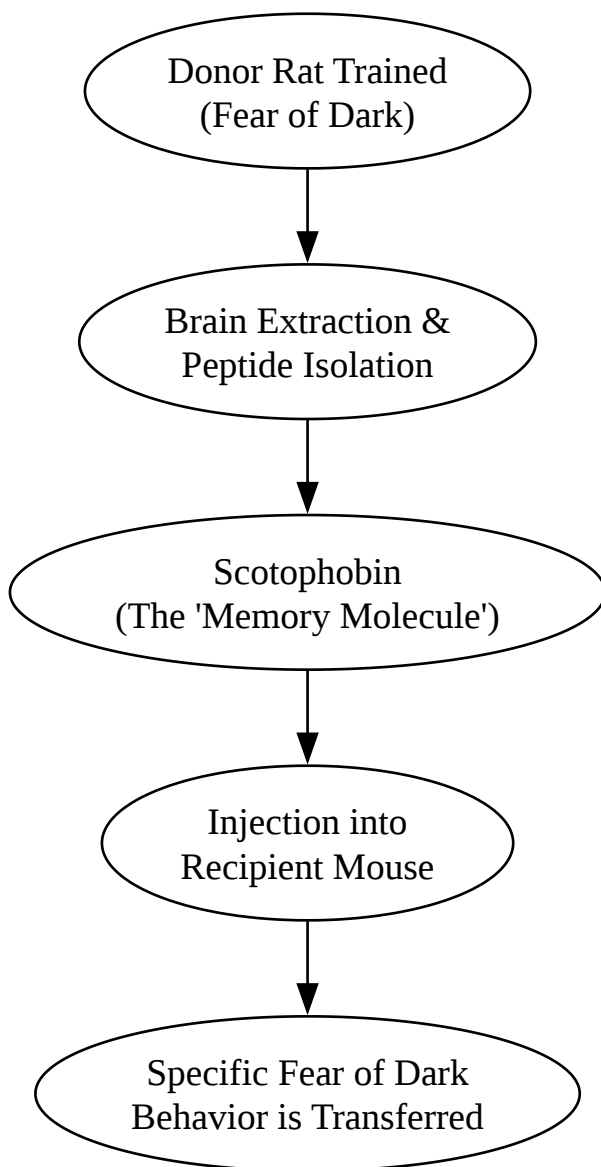 Donor Rat Trained
(Fear of Dark)
Brain Extraction &
Peptide Isolation
Scotophobin
(The 'Memory Molecule')
Injection into
Recipient Mouse
Specific Fear of Dark
Behavior is Transferred